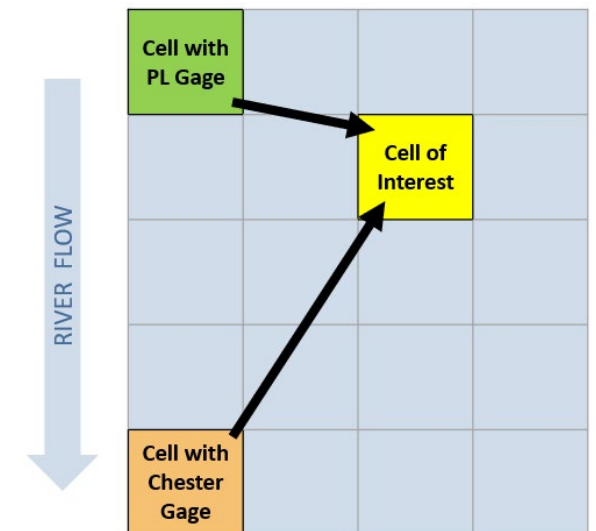 Cell with
PL Gage
Cell of
Interest
RIVER FLOW
Cell with
Chester
Gage